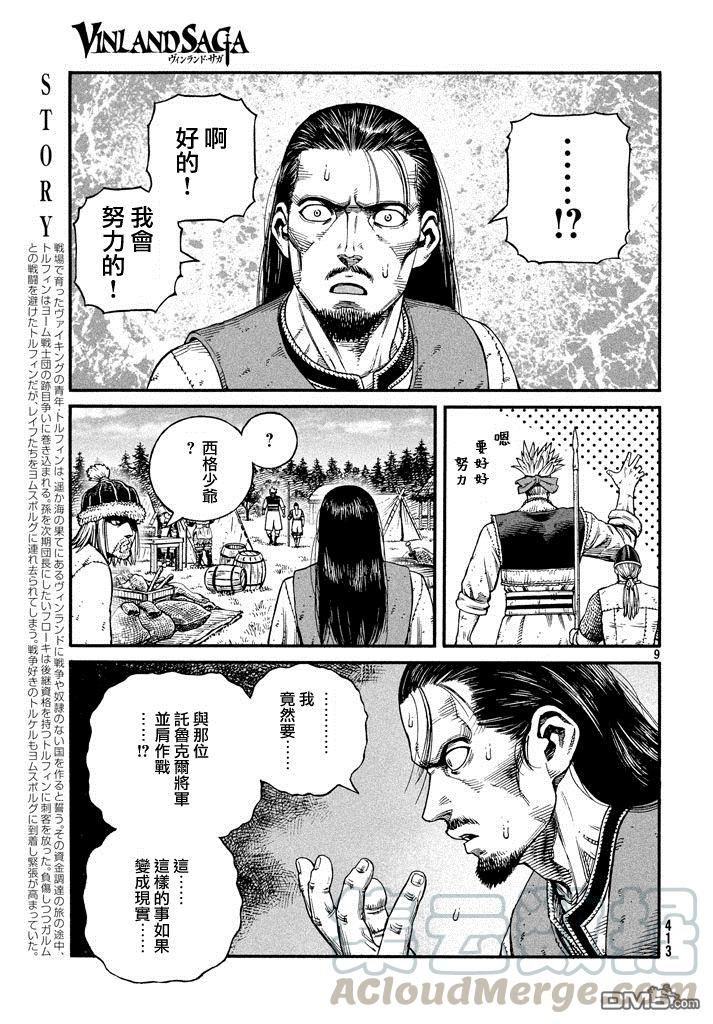 VINLAND SAGA
ヴィンランド・サガ
STORY
戦場で育ったヴァイキングの青年・トルフィンは、遥か海の果てにあるヴィンランドに戦争や奴隷のない国を作ると誓う。その資金調達の旅の途中、
トルフィンはヨーム戦士団の跡目争いに巻き込まれる。孫を次期団長にしたいフローキは後継資格を持つトルフィンに刺客を放った。負傷しつつガルム
との戦闘を避けたトルフィンだが、レイフたちをヨムスボルグに連れ去られてしまう。戦争好きのトルケルもヨムスボルグに到着し緊張が高まっていた。
……
!?
啊
好的！
我會
努力的！
嗯
要好好
努力
？
西格少爺
？
9
我……
竟然要……
與那位
託魯克爾將軍
並肩作戰
……!?
這……
這樣的事如果
變成現實……
413
AcloudMerge.com
DM5.com